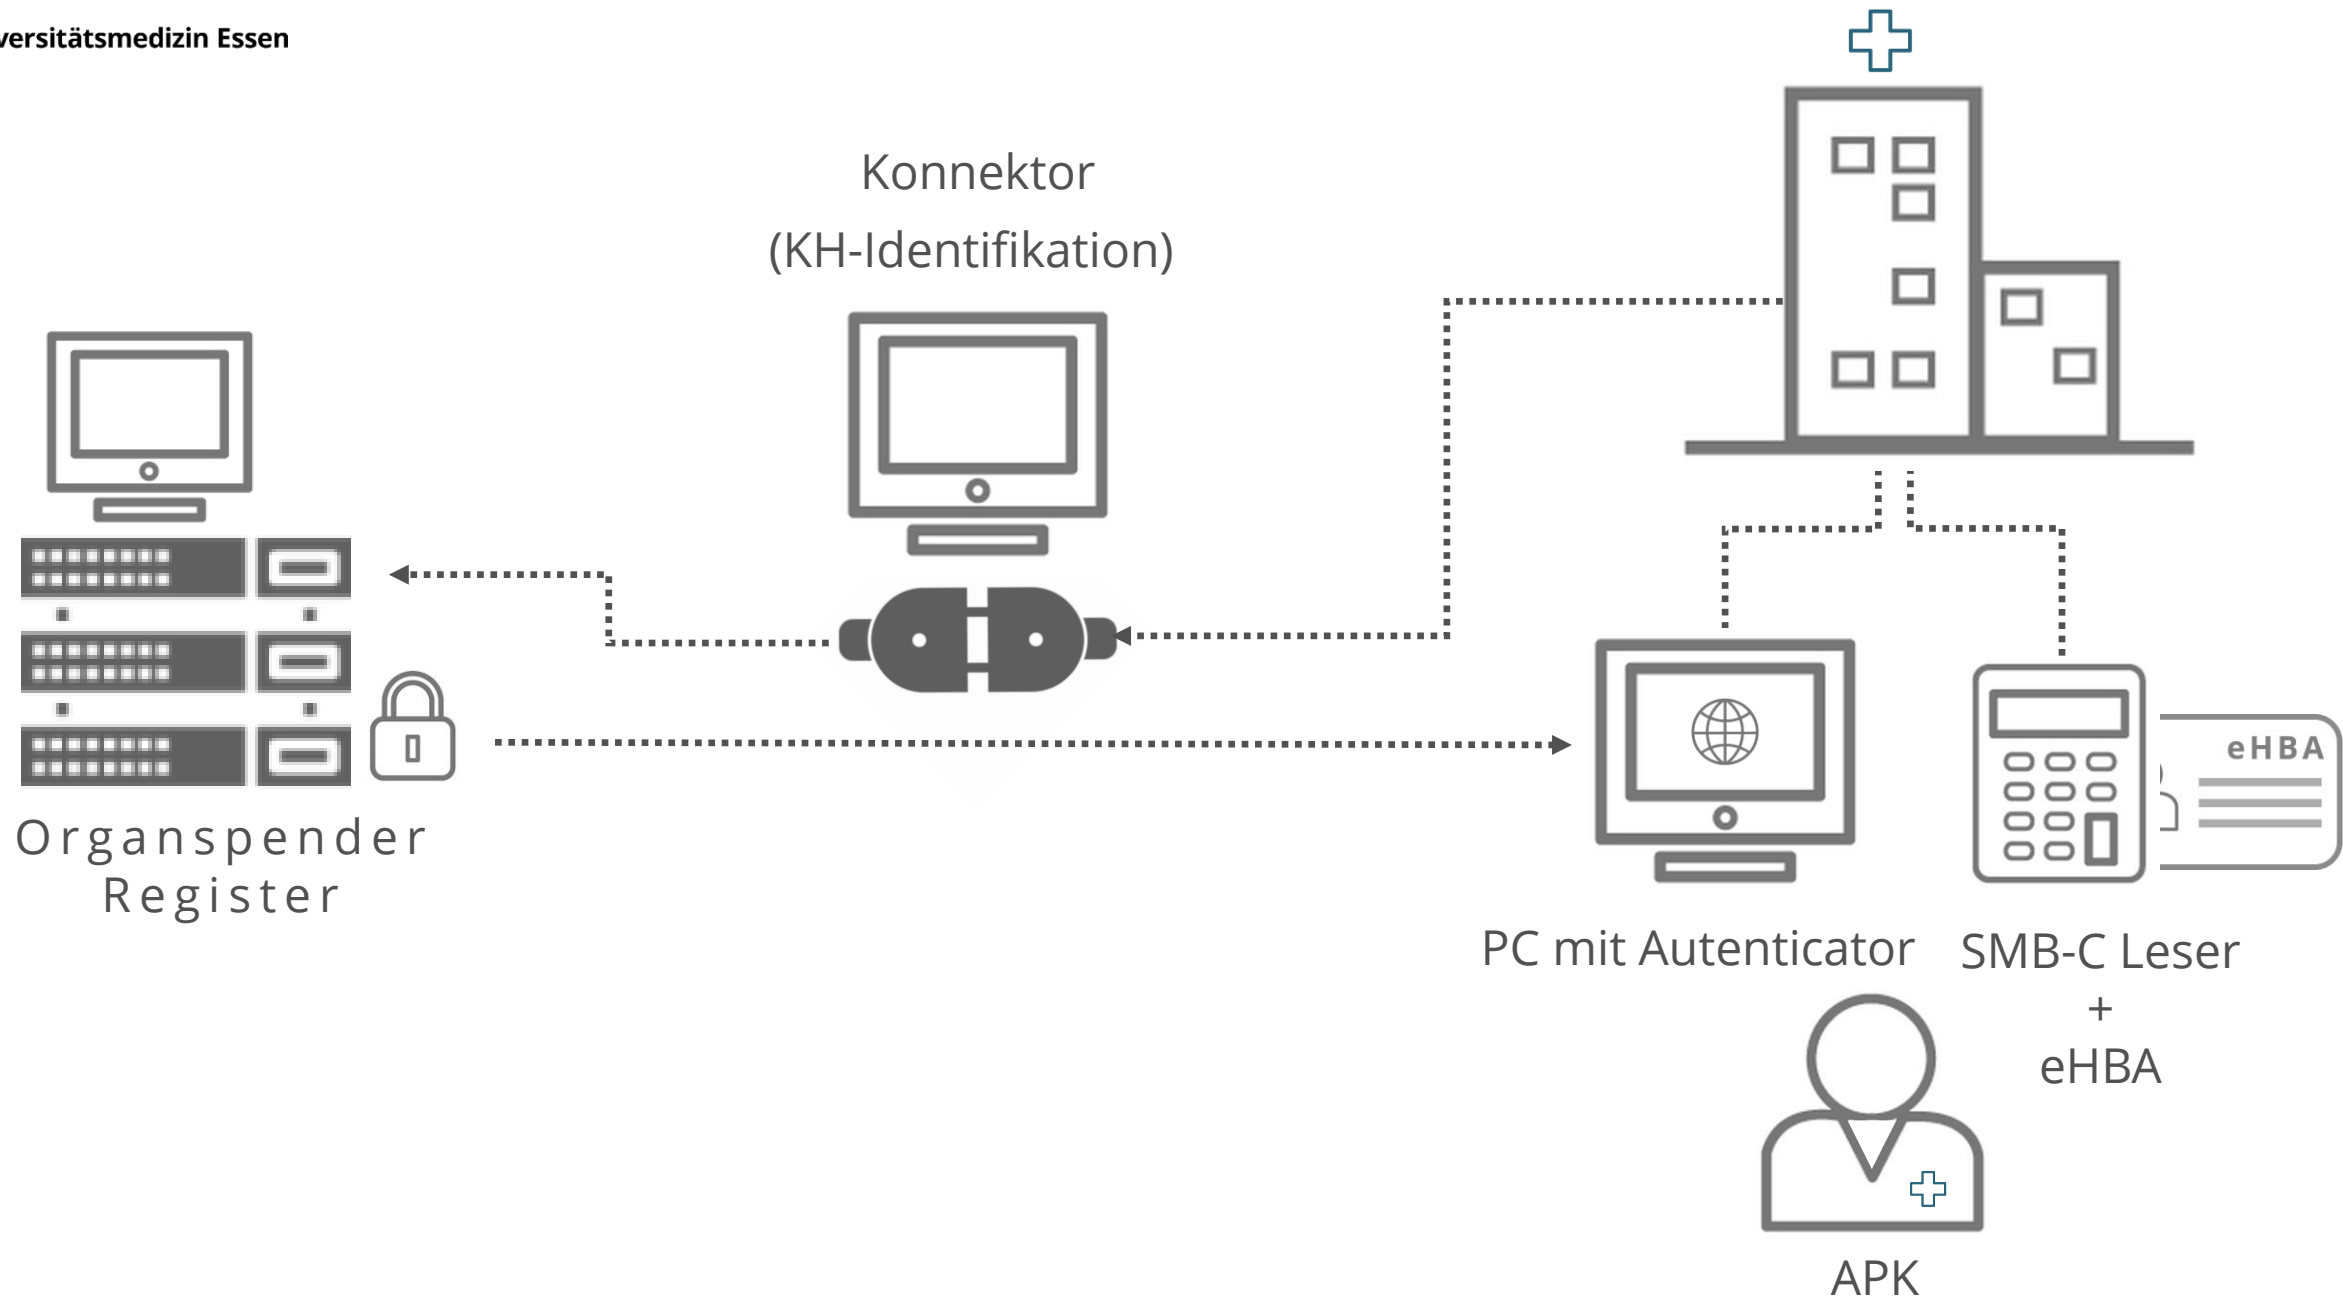 versitätsmedizin Essen
Konnektor
(KH-Identifikation)
Organspender
Register
eHBA
PC mit Autenticator
SMB-C Leser
+
eHBA
APK